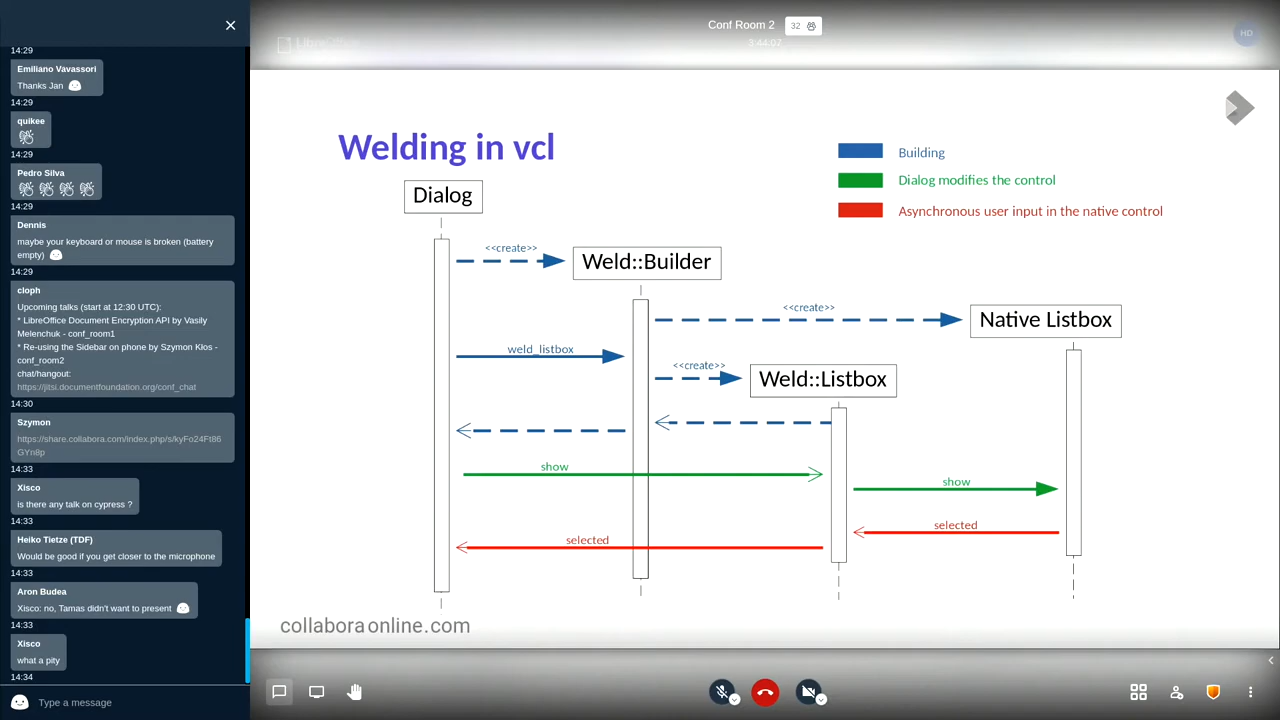 14:29
Emiliano Vavassori
Thanks Jan
14:29
quikee
14:29
Pedro Silva
14:29
Dennis
maybe your keyboard or mouse is broken (battery
empty)
14:29
cloph
Upcoming talks (start at 12:30 UTC):
* LibreOffice Document Encryption API by Vasily
Melenchuk - conf_room1
* Re-using the Sidebar on phone by Szymon Kłos -
conf_room2
chat/hangout:
https://jitsi.documentfoundation.org/conf_chat
14:30
Szymon
https://share.collabora.com/index.php/s/kyFo24Ft86
GYn8p
14:33
Xisco
is there any talk on cypress ?
14:33
Heiko Tietze (TDF)
Would be good if you get closer to the microphone
14:33
Aron Budea
Xisco: no, Tamas didn't want to present
14:33
Xisco
what a pity
14:34
Type a message
Conf Room 2
32
3:44:02
HD
Welding in vcl
Building
Dialog modifies the control
Asynchronous user input in the native control
Dialog
<<create>>
Weld::Builder
<<create>>
Native Listbox
weld_listbox
<<create>>
Weld::Listbox
show
show
selected
selected
collaboraonline.com